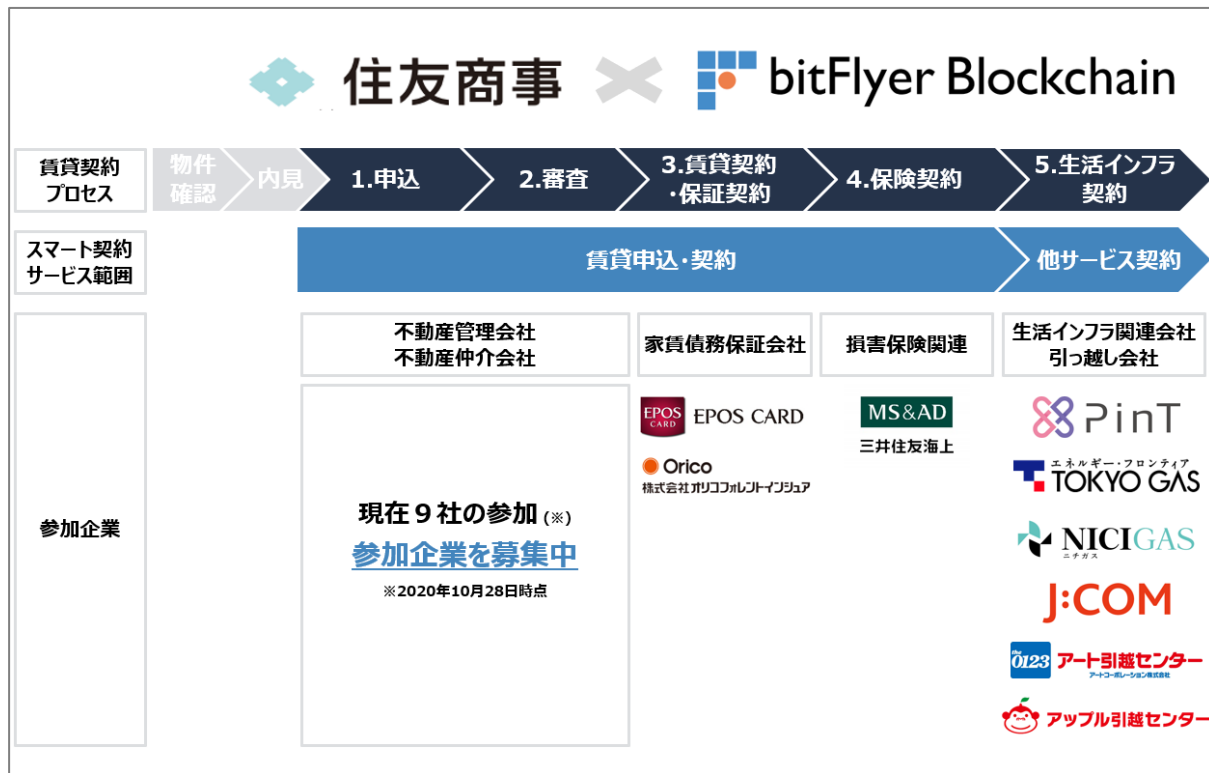 住友商事
bitFlyer Blockchain
賃貸契約
プロセス
物件
確認
内見
1.申込
2.審査
3.賃貸契約
・保証契約
4.保険契約
5.生活インフラ
契約
スマート契約
サービス範囲
賃貸申込・契約
他サービス契約
参加企業
不動産管理会社
不動産仲介会社
家賃債務保証会社
損害保険関連
生活インフラ関連会社
引っ越し会社
現在9社の参加(※)
参加企業を募集中
※2020年10月28日時点
EPOS
CARD
EPOS CARD
Orico
株式会社オリコフォレントインシュア
MS&AD
三井住友海上
PinT
エネルギー・フロンティア
TOKYO GAS
NICIGAS
ニチガス
J:COM
the
0123
アート引越センター
アートコーポレーション株式会社
アップル引越センター